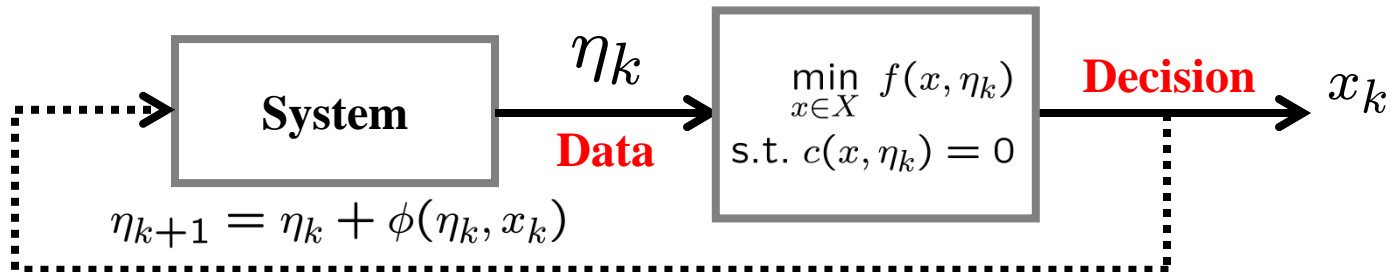 System
η_{k+1} = η_k + ϕ(η_k, x_k)
η_k
Data
min f(x, η_k)
x∈X
s.t. c(x, η_k) = 0
Decision
x_k